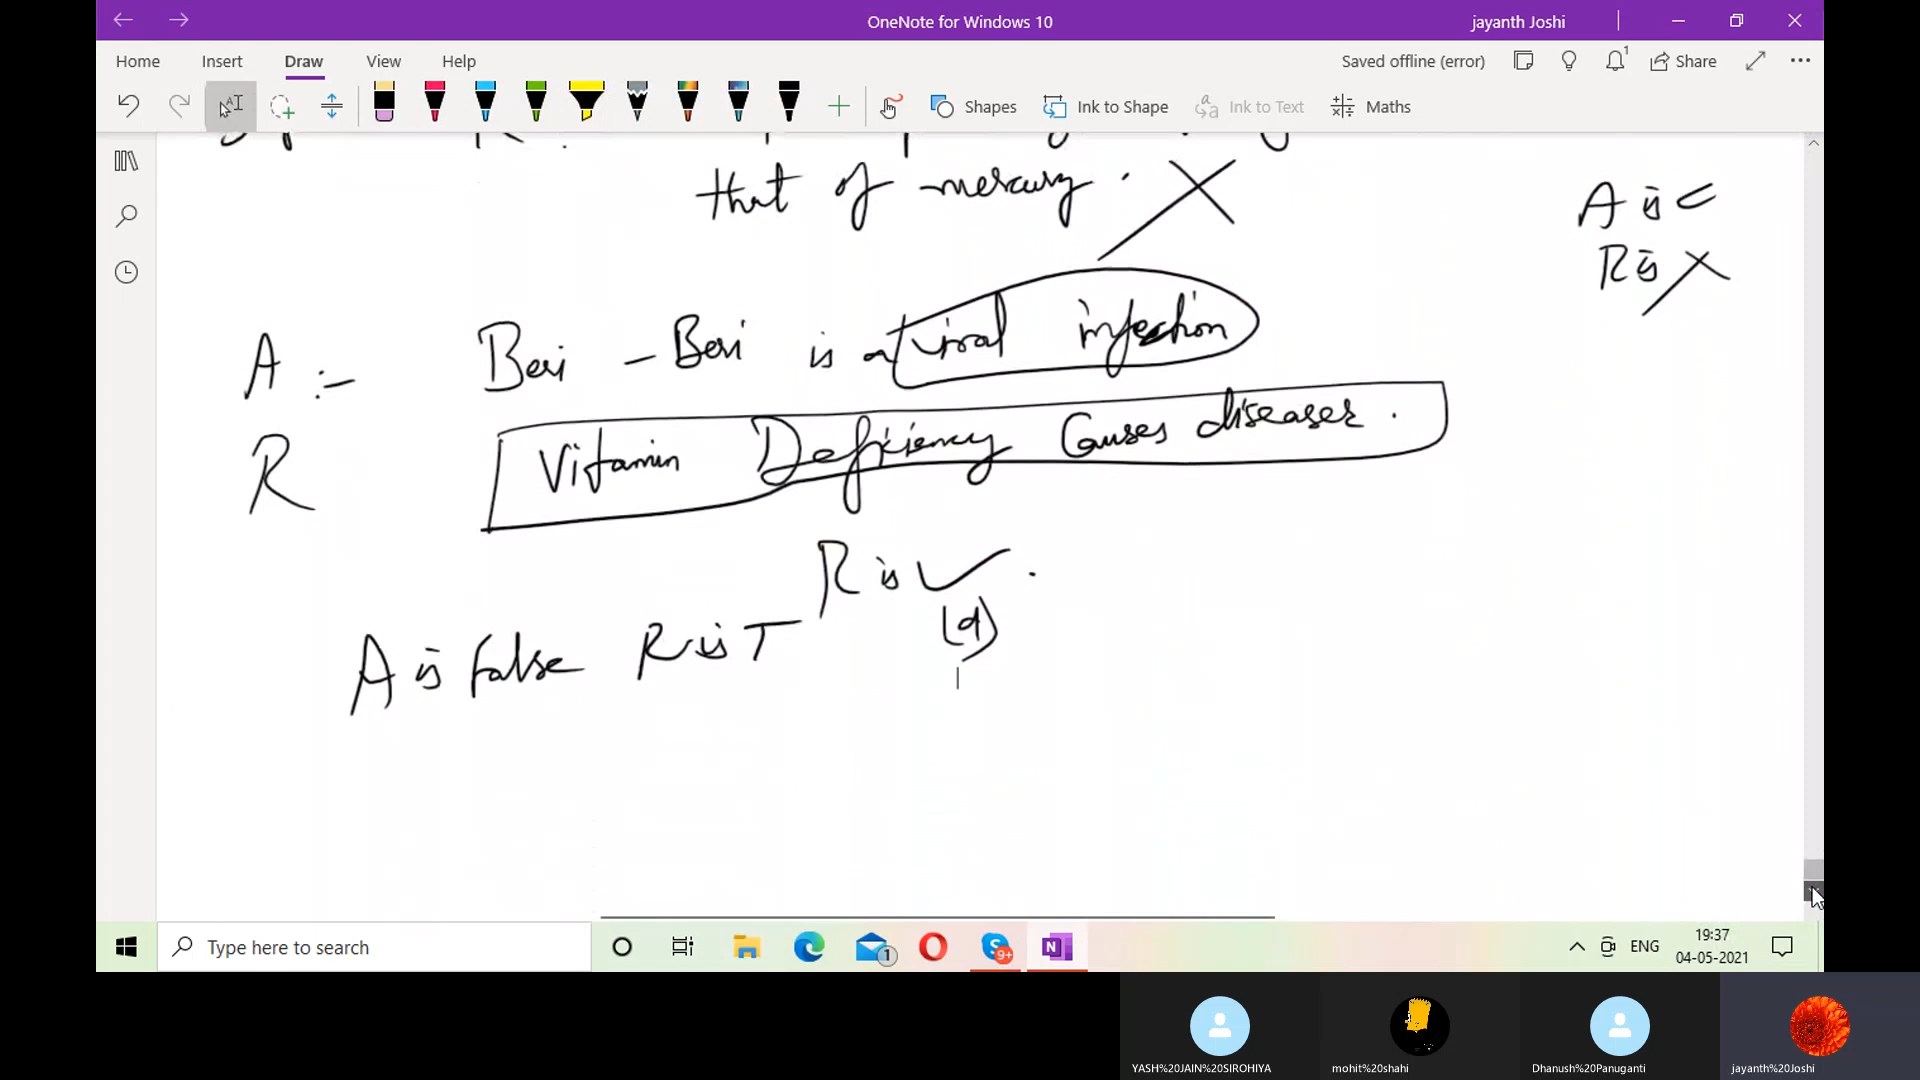 OneNote for Windows 10
jayanth Joshi
Home Insert Draw View Help
Saved offline (error)
1
Share
Shapes
Ink to Shape
Ink to Text
Maths
R :
that of mercury .
A is
R is
A :- Beri - Beri is a viral infection
R Vitamin Deficiency Causes diseases .
R is .
(d)
A is false R is T
Type here to search
1
9+
N
ENG
19:37
04-05-2021
YASH%20JAIN%20SIROHIYA
mohit%20shahi
Dhanush%20Panuganti
jayanth%20Joshi